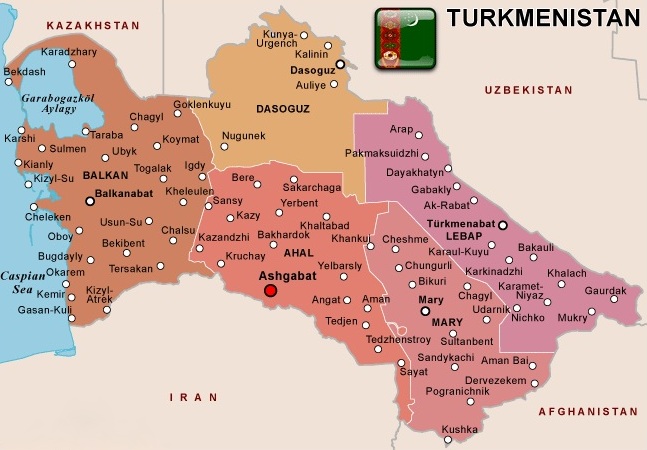 TURKMENISTAN
KAZAKHSTAN
Kunya-
Urgench
Karadzhary
Kalinin
Bekdash
Dasoguz
Auliye
UZBEKISTAN
Garabogazköl
Aylagy
Goklenkuyu
DASOGUZ
Chagyl
Karshi
Taraba
Arap
Sulmen
Koymat
Nugunek
Ubyk
Pakmaksuidzhi
Kianly
BALKAN
Togalak
Igdy
Dayakhatyn
Kizyl-Su
Bere
Sakarchaga
Gabakly
Balkanabat
Kheleulen
Sansy
Yerbent
Ak-Rabat
Cheleken
Usun-Su
Kazy
Khaltabad
Türkmenabat
LEBAP
Oboy
Chalsu
Kazandzhi
Bakhardok
Khankui
Cheshme
Karaul-Kuyu
Bakauli
Bugdayly
Bekibent
Kruchay
AHAL
Chungurli
Karkinadzhi
Okarem
Tersakan
Yelbarsly
Khalach
Caspian
Sea
Ashgabat
Bikuri
Karamet-
Niyaz
Gaurdak
Kemir
Kizyl-
Atrek
Angat
Aman
Mary
Chagyl
Gasan-Kuli
Udarnik
Nichko
Mukry
Tedjen
MARY
Tedzhenstroy
Sultanbent
Sandykachi
Aman Bai
Sayat
Dervezekem
IRAN
Pogranichnik
AFGHANISTAN
Kushka